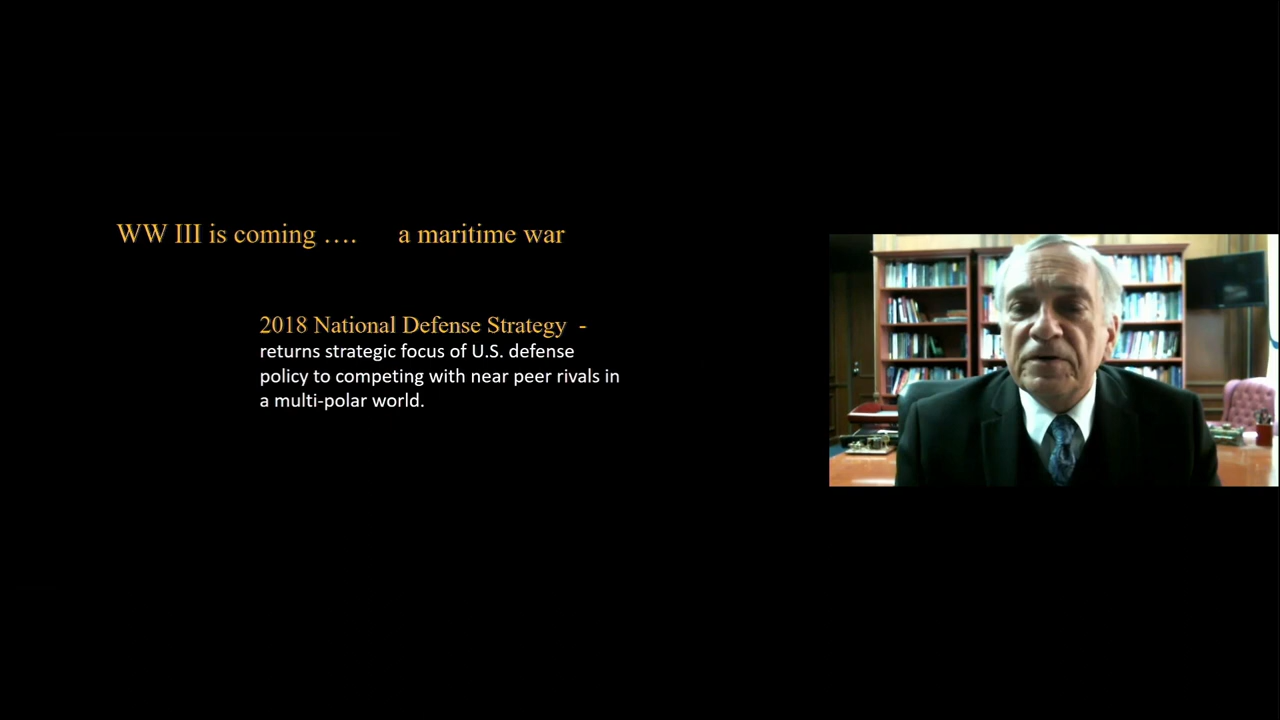 WW III is coming …. a maritime war
2018 National Defense Strategy -
returns strategic focus of U.S. defense
policy to competing with near peer rivals in
a multi-polar world.